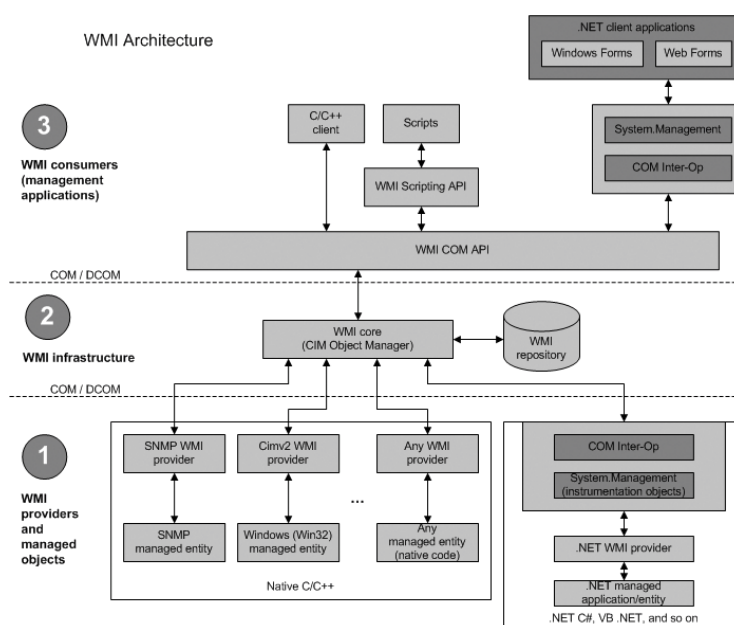 WMI Architecture
.NET client applications
Windows Forms
Web Forms
3
WMI consumers
(management
applications)
C/C++
client
Scripts
WMI Scripting API
System.Management
COM Inter-Op
WMI COM API
COM / DCOM
2
WMI infrastructure
WMI core
(CIM Object Manager)
WMI
repository
COM / DCOM
1
WMI
providers
and
managed
objects
SNMP WMI
provider
Cimv2 WMI
provider
Any WMI
provider
...
SNMP
managed entity
Windows (Win32)
managed entity
Any
managed entity
(native code)
Native C/C++
COM Inter-Op
System.Management
(instrumentation objects)
.NET WMI provider
.NET managed
application/entity
.NET C#, VB .NET, and so on